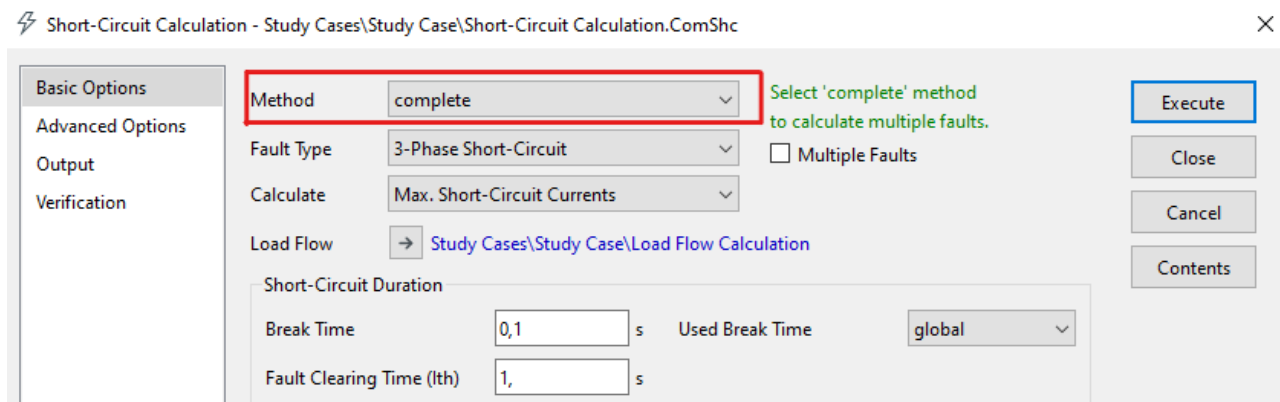 Short-Circuit Calculation - Study Cases\Study Case\Short-Circuit Calculation.ComShc
Basic Options
Advanced Options
Output
Verification
Method complete
Select 'complete' method
to calculate multiple faults.
Fault Type 3-Phase Short-Circuit
Multiple Faults
Calculate Max. Short-Circuit Currents
Load Flow Study Cases\Study Case\Load Flow Calculation
Short-Circuit Duration
Break Time 0,1 s Used Break Time global
Fault Clearing Time (Ith) 1, s
Execute
Close
Cancel
Contents